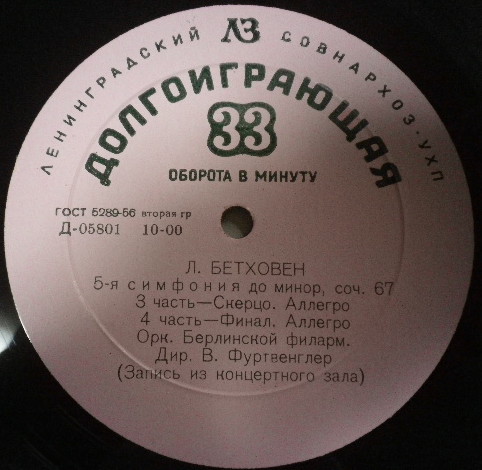 ЛЗ
ЛЕНИНГРАДСКИЙ СОВНАРХОЗ·УХП
ДОЛГОИГРАЮЩАЯ
33
ОБОРОТА В МИНУТУ
ГОСТ 5289-56 вторая гр
Д-05801 10-00
Л. БЕТХОВЕН
5-я симфония до минор, соч. 67
3 часть—Скерцо. Аллегро
4 часть—Финал. Аллегро
Орк. Берлинской филарм.
Дир. В. Фуртвенглер
(Запись из концертного зала)